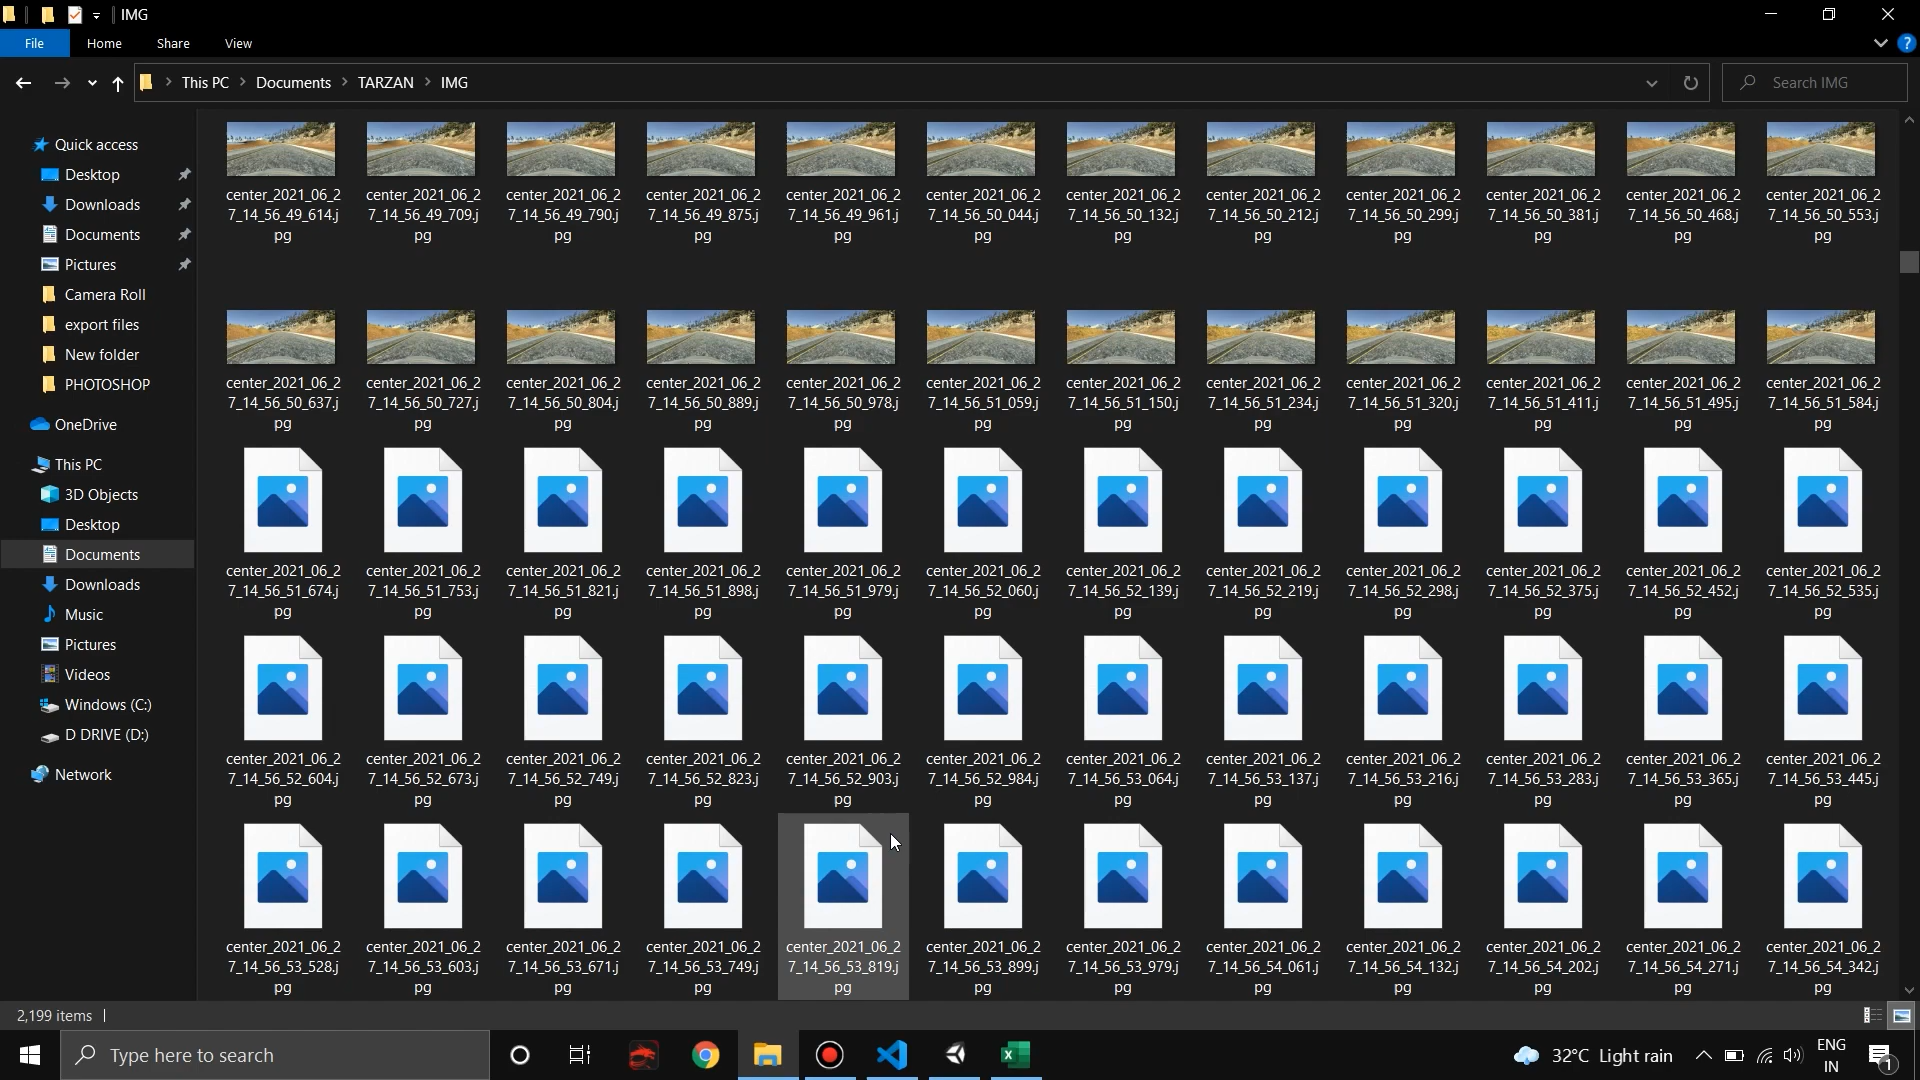 IMG
File Home Share View
This PC Documents TARZAN IMG Search IMG
Quick access
Desktop
Downloads
Documents
Pictures
Camera Roll
export files
New folder
PHOTOSHOP
OneDrive
This PC
3D Objects
Desktop
Documents
Downloads
Music
Pictures
Videos
Windows (C:)
D DRIVE (D:)
Network
center_2021_06_2 center_2021_06_2 center_2021_06_2 center_2021_06_2 center_2021_06_2 center_2021_06_2 center_2021_06_2 center_2021_06_2 center_2021_06_2 center_2021_06_2 center_2021_06_2 center_2021_06_2
7_14_56_49_614.j 7_14_56_49_709.j 7_14_56_49_790.j 7_14_56_49_875.j 7_14_56_49_961.j 7_14_56_50_044.j 7_14_56_50_132.j 7_14_56_50_212.j 7_14_56_50_299.j 7_14_56_50_381.j 7_14_56_50_468.j 7_14_56_50_553.j
pg pg pg pg pg pg pg pg pg pg pg pg
center_2021_06_2 center_2021_06_2 center_2021_06_2 center_2021_06_2 center_2021_06_2 center_2021_06_2 center_2021_06_2 center_2021_06_2 center_2021_06_2 center_2021_06_2 center_2021_06_2 center_2021_06_2
7_14_56_50_637.j 7_14_56_50_727.j 7_14_56_50_804.j 7_14_56_50_889.j 7_14_56_50_978.j 7_14_56_51_059.j 7_14_56_51_150.j 7_14_56_51_234.j 7_14_56_51_320.j 7_14_56_51_411.j 7_14_56_51_495.j 7_14_56_51_584.j
pg pg pg pg pg pg pg pg pg pg pg pg
center_2021_06_2 center_2021_06_2 center_2021_06_2 center_2021_06_2 center_2021_06_2 center_2021_06_2 center_2021_06_2 center_2021_06_2 center_2021_06_2 center_2021_06_2 center_2021_06_2 center_2021_06_2
7_14_56_51_674.j 7_14_56_51_753.j 7_14_56_51_821.j 7_14_56_51_898.j 7_14_56_51_979.j 7_14_56_52_060.j 7_14_56_52_139.j 7_14_56_52_219.j 7_14_56_52_298.j 7_14_56_52_375.j 7_14_56_52_452.j 7_14_56_52_535.j
pg pg pg pg pg pg pg pg pg pg pg pg
center_2021_06_2 center_2021_06_2 center_2021_06_2 center_2021_06_2 center_2021_06_2 center_2021_06_2 center_2021_06_2 center_2021_06_2 center_2021_06_2 center_2021_06_2 center_2021_06_2 center_2021_06_2
7_14_56_52_604.j 7_14_56_52_673.j 7_14_56_52_749.j 7_14_56_52_823.j 7_14_56_52_903.j 7_14_56_52_984.j 7_14_56_53_064.j 7_14_56_53_137.j 7_14_56_53_216.j 7_14_56_53_283.j 7_14_56_53_365.j 7_14_56_53_445.j
pg pg pg pg pg pg pg pg pg pg pg pg
center_2021_06_2 center_2021_06_2 center_2021_06_2 center_2021_06_2 center_2021_06_2 center_2021_06_2 center_2021_06_2 center_2021_06_2 center_2021_06_2 center_2021_06_2 center_2021_06_2 center_2021_06_2
7_14_56_53_528.j 7_14_56_53_603.j 7_14_56_53_671.j 7_14_56_53_749.j 7_14_56_53_819.j 7_14_56_53_899.j 7_14_56_53_979.j 7_14_56_54_061.j 7_14_56_54_132.j 7_14_56_54_202.j 7_14_56_54_271.j 7_14_56_54_342.j
pg pg pg pg pg pg pg pg pg pg pg pg
2,199 items
Type here to search 32°C Light rain ENG
IN 1